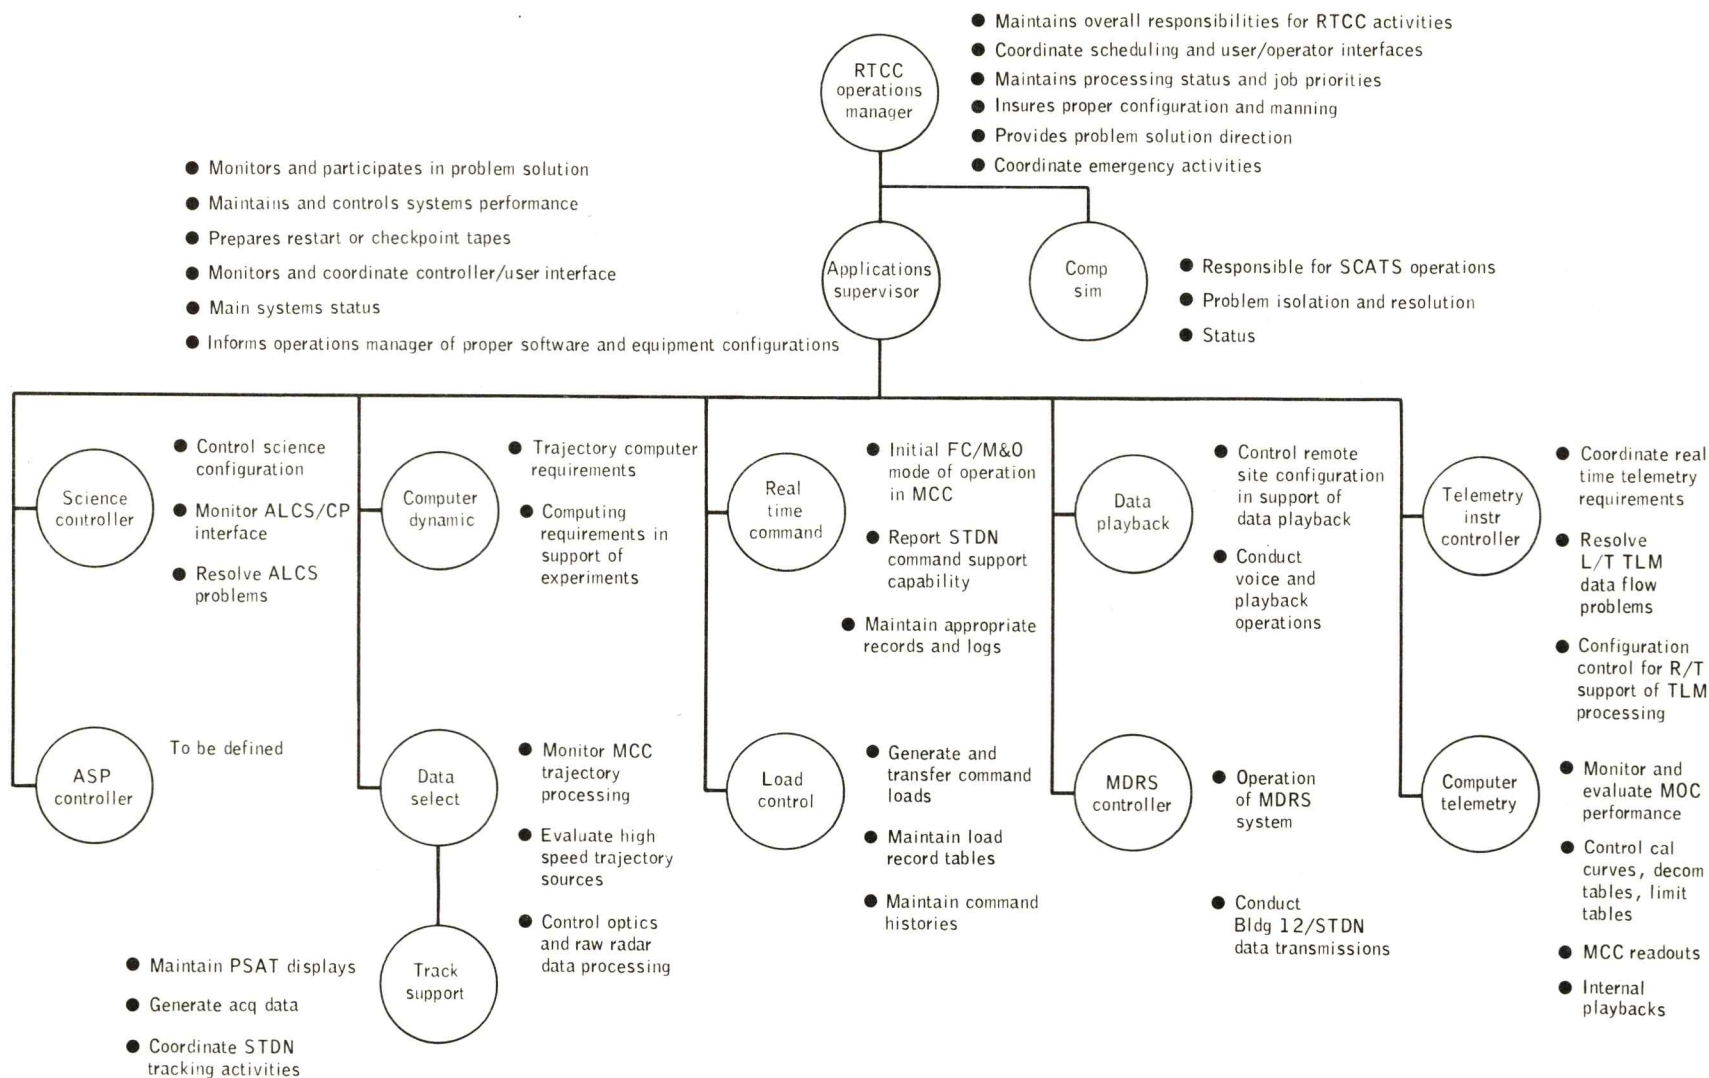 RTCC
operations
manager
● Maintains overall responsibilities for RTCC activities
● Coordinate scheduling and user/operator interfaces
● Maintains processing status and job priorities
● Insures proper configuration and manning
● Provides problem solution direction
● Coordinate emergency activities
● Monitors and participates in problem solution
● Maintains and controls systems performance
● Prepares restart or checkpoint tapes
● Monitors and coordinate controller/user interface
● Main systems status
● Informs operations manager of proper software and equipment configurations
Applications
supervisor
Comp
sim
● Responsible for SCATS operations
● Problem isolation and resolution
● Status
Science
controller
● Control science
configuration
● Monitor ALCS/CP
interface
● Resolve ALCS
problems
Computer
dynamic
● Trajectory computer
requirements
● Computing
requirements in
support of
experiments
Real
time
command
● Initial FC/M&O
mode of operation
in MCC
● Report STDN
command support
capability
● Maintain appropriate
records and logs
Data
playback
● Control remote
site configuration
in support of
data playback
● Conduct
voice and
playback
operations
Telemetry
instr
controller
● Coordinate real
time telemetry
requirements
● Resolve
L/T TLM
data flow
problems
● Configuration
control for R/T
support of TLM
processing
ASP
controller
To be defined
Data
select
● Monitor MCC
trajectory
processing
● Evaluate high
speed trajectory
sources
● Control optics
and raw radar
data processing
Load
control
● Generate and
transfer command
loads
● Maintain load
record tables
● Maintain command
histories
MDRS
controller
● Operation
of MDRS
system
● Conduct
Bldg 12/STDN
data transmissions
Computer
telemetry
● Monitor and
evaluate MOC
performance
● Control cal
curves, decom
tables, limit
tables
● MCC readouts
● Internal
playbacks
Track
support
● Maintain PSAT displays
● Generate acq data
● Coordinate STDN
tracking activities